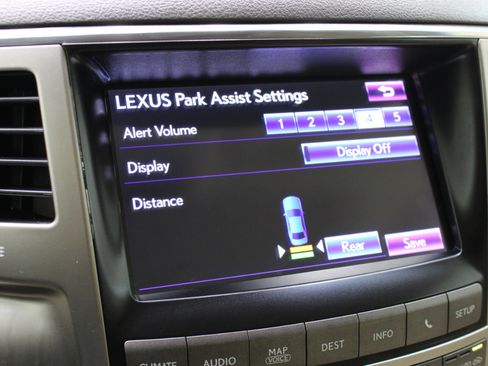 LEXUS Park Assist Settings
Alert Volume 1 2 3 4 5
Display Display Off
Distance
Rear Save
CLIMATE AUDIO MAP VOICE DEST INFO SETUP